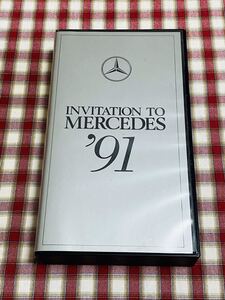 INVITATION TO
MERCEDES
'91